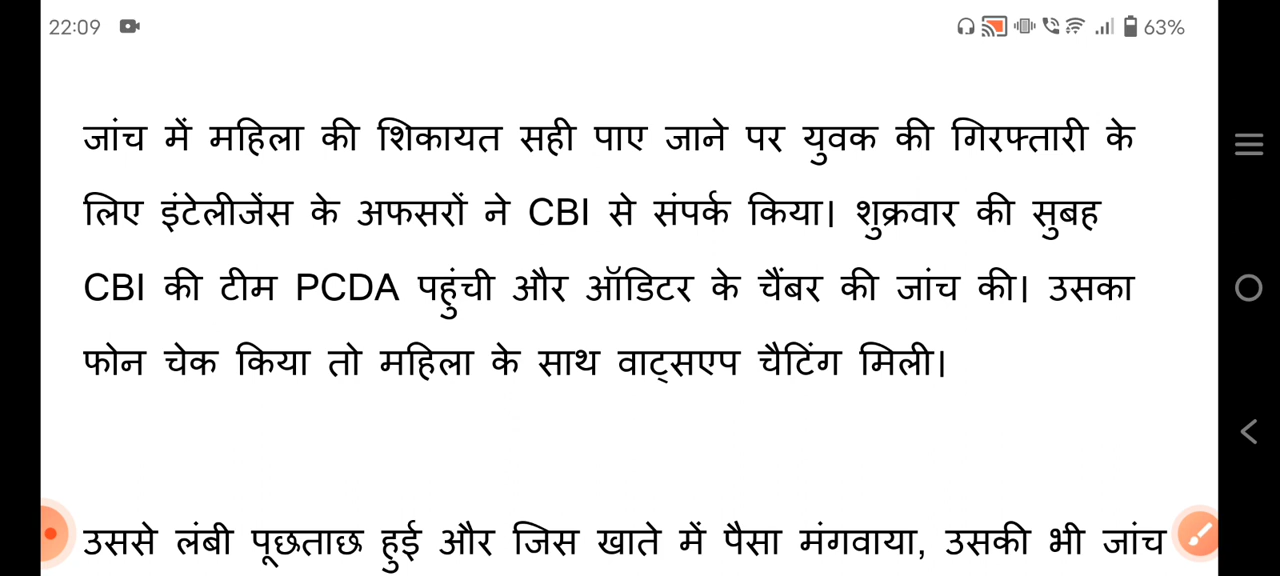 22:09
63%
जांच में महिला की शिकायत सही पाए जाने पर युवक की गिरफ्तारी के
लिए इंटेलीजेंस के अफसरों ने CBI से संपर्क किया। शुक्रवार की सुबह
CBI की टीम PCDA पहुंची और ऑडिटर के चैंबर की जांच की। उसका
फोन चेक किया तो महिला के साथ वाट्सएप चैटिंग मिली।
उससे लंबी पूछताछ हुई और जिस खाते में पैसा मंगवाया, उसकी भी जांच